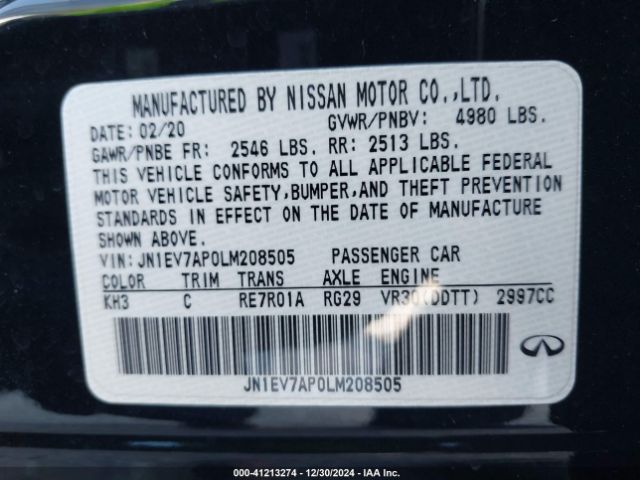 MANUFACTURED BY NISSAN MOTOR CO.,LTD.
DATE: 02/20 GVWR/PNBV: 4980 LBS.
GAWR/PNBE FR: 2546 LBS. RR: 2513 LBS.
THIS VEHICLE CONFORMS TO ALL APPLICABLE FEDERAL
MOTOR VEHICLE SAFETY,BUMPER,AND THEFT PREVENTION
STANDARDS IN EFFECT ON THE DATE OF MANUFACTURE
SHOWN ABOVE.
VIN: JN1EV7AP0LM208505 PASSENGER CAR
COLOR TRIM TRANS AXLE ENGINE
KH3 C RE7R01A RG29 VR30(DDTT) 2997CC
JN1EV7AP0LM208505
000-41213274 - 12/30/2024 - IAA Inc.